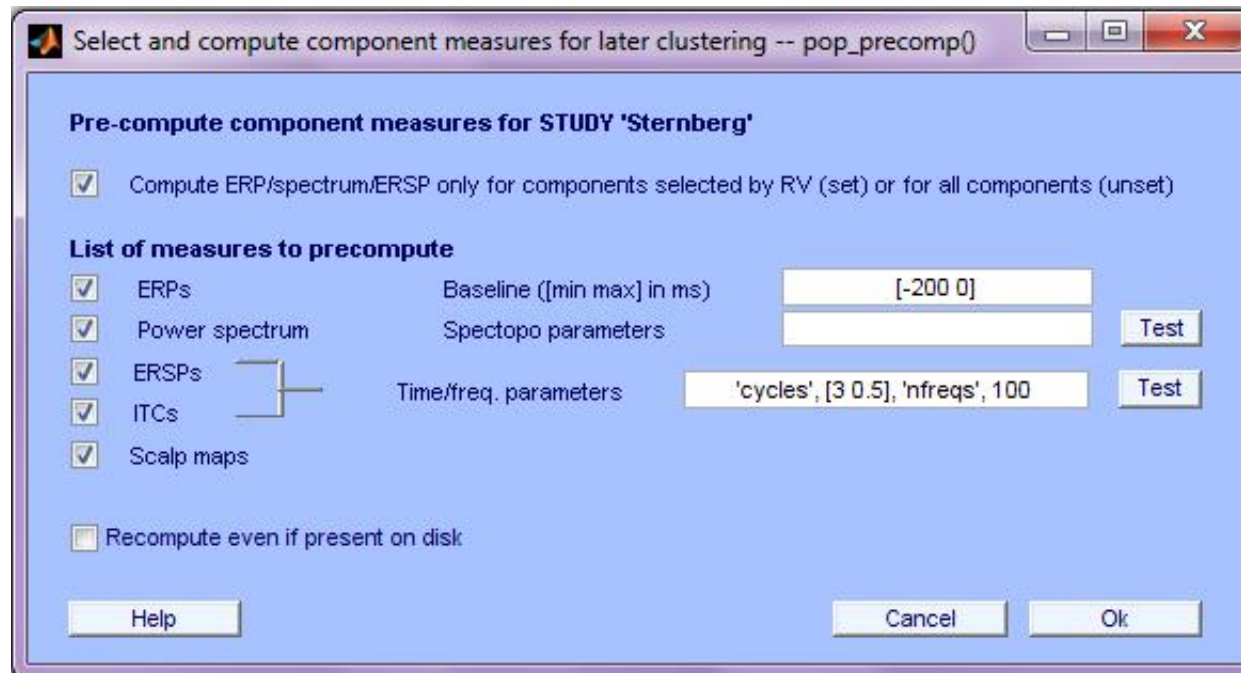 Select and compute component measures for later clustering -- pop_precomp()
Pre-compute component measures for STUDY 'Sternberg'
Compute ERP/spectrum/ERSP only for components selected by RV (set) or for all components (unset)
List of measures to precompute
ERPs Baseline ([min max] in ms) [-200 0]
Power spectrum Spectopo parameters Test
ERSPs
Time/freq. parameters 'cycles', [3 0.5], 'nfreqs', 100 Test
ITCs
Scalp maps
Recompute even if present on disk
Help Cancel Ok